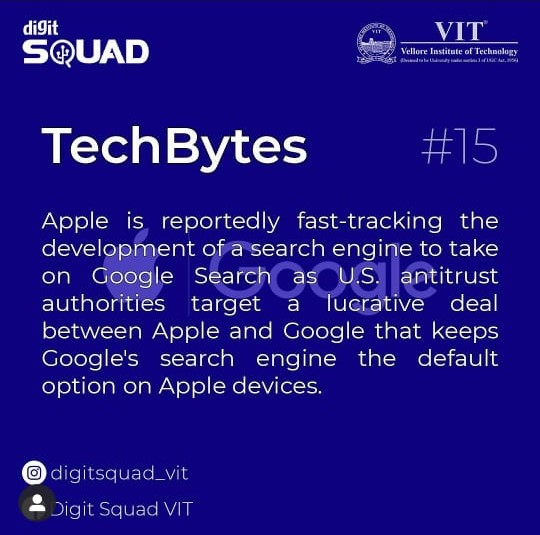 digit
SQUAD
VIT
VIT®
Vellore Institute of Technology
(Deemed to be University under section 3 of UGC Act, 1956)
TechBytes #15
Apple is reportedly fast-tracking the
development of a search engine to take
on Google Search as U.S. antitrust
authorities target a lucrative deal
between Apple and Google that keeps
Google's search engine the default
option on Apple devices.
Google
digitsquad_vit
Digit Squad VIT